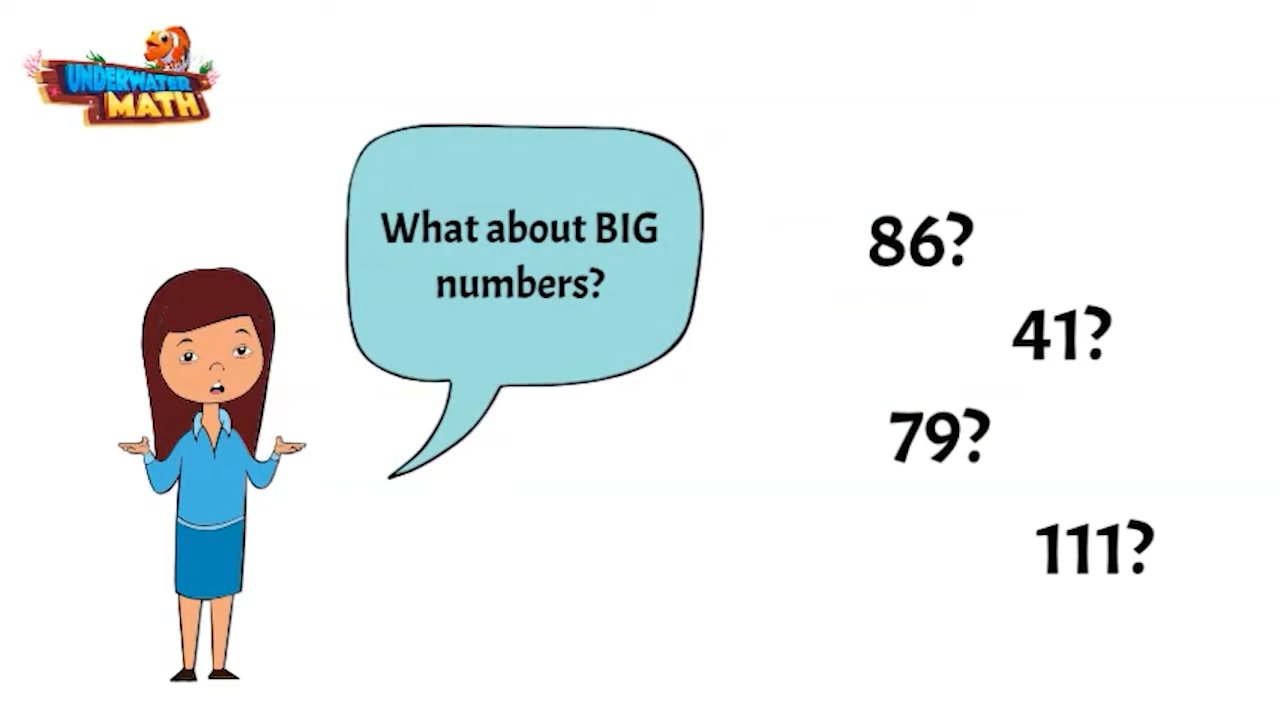 UNDERWATER
MATH
What about BIG
numbers?
86?
41?
79?
111?